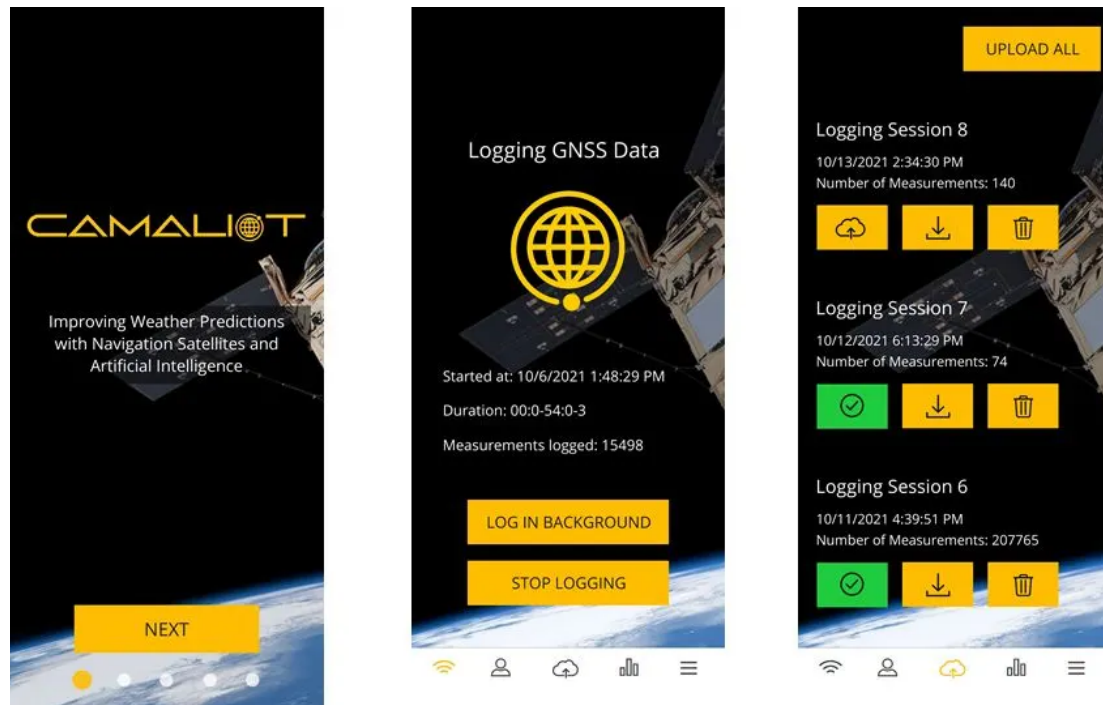 CAMALIOT
Improving Weather Predictions
with Navigation Satellites and
Artificial Intelligence
NEXT
Logging GNSS Data
Started at: 10/6/2021 1:48:29 PM
Duration: 00:0-54:0-3
Measurements logged: 15498
LOG IN BACKGROUND
STOP LOGGING
UPLOAD ALL
Logging Session 8
10/13/2021 2:34:30 PM
Number of Measurements: 140
Logging Session 7
10/12/2021 6:13:29 PM
Number of Measurements: 74
Logging Session 6
10/11/2021 4:39:51 PM
Number of Measurements: 207765